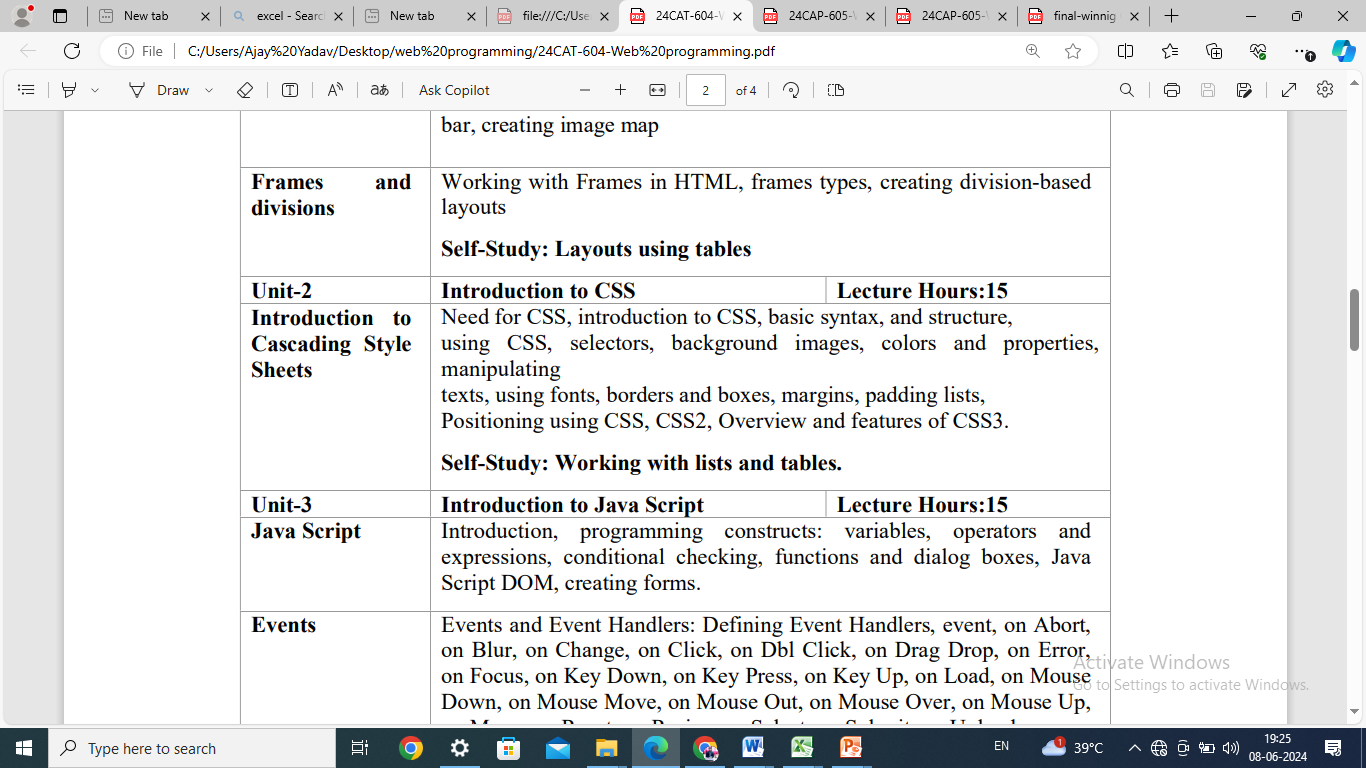 New tab
excel - Searc
New tab
file:///C:/Use
24CAT-604-W
24CAP-605-
24CAP-605-
final-winnig
File
C:/Users/Ajay%20Yadav/Desktop/web%20programming/24CAT-604-Web%20programming.pdf
Draw
Ask Copilot
2
of 4
bar, creating image map
Frames and
divisions
Working with Frames in HTML, frames types, creating division-based
layouts
Self-Study: Layouts using tables
Unit-2
Introduction to CSS
Lecture Hours:15
Introduction to
Cascading Style
Sheets
Need for CSS, introduction to CSS, basic syntax, and structure,
using CSS, selectors, background images, colors and properties,
manipulating
texts, using fonts, borders and boxes, margins, padding lists,
Positioning using CSS, CSS2, Overview and features of CSS3.
Self-Study: Working with lists and tables.
Unit-3
Introduction to Java Script
Lecture Hours:15
Java Script
Introduction, programming constructs: variables, operators and
expressions, conditional checking, functions and dialog boxes, Java
Script DOM, creating forms.
Events
Events and Event Handlers: Defining Event Handlers, event, on Abort,
on Blur, on Change, on Click, on Dbl Click, on Drag Drop, on Error,
on Focus, on Key Down, on Key Press, on Key Up, on Load, on Mouse
Down, on Mouse Move, on Mouse Out, on Mouse Over, on Mouse Up,
Activate Windows
Go to Settings to activate Windows.
Type here to search
EN
1
39°C
19:25
08-06-2024